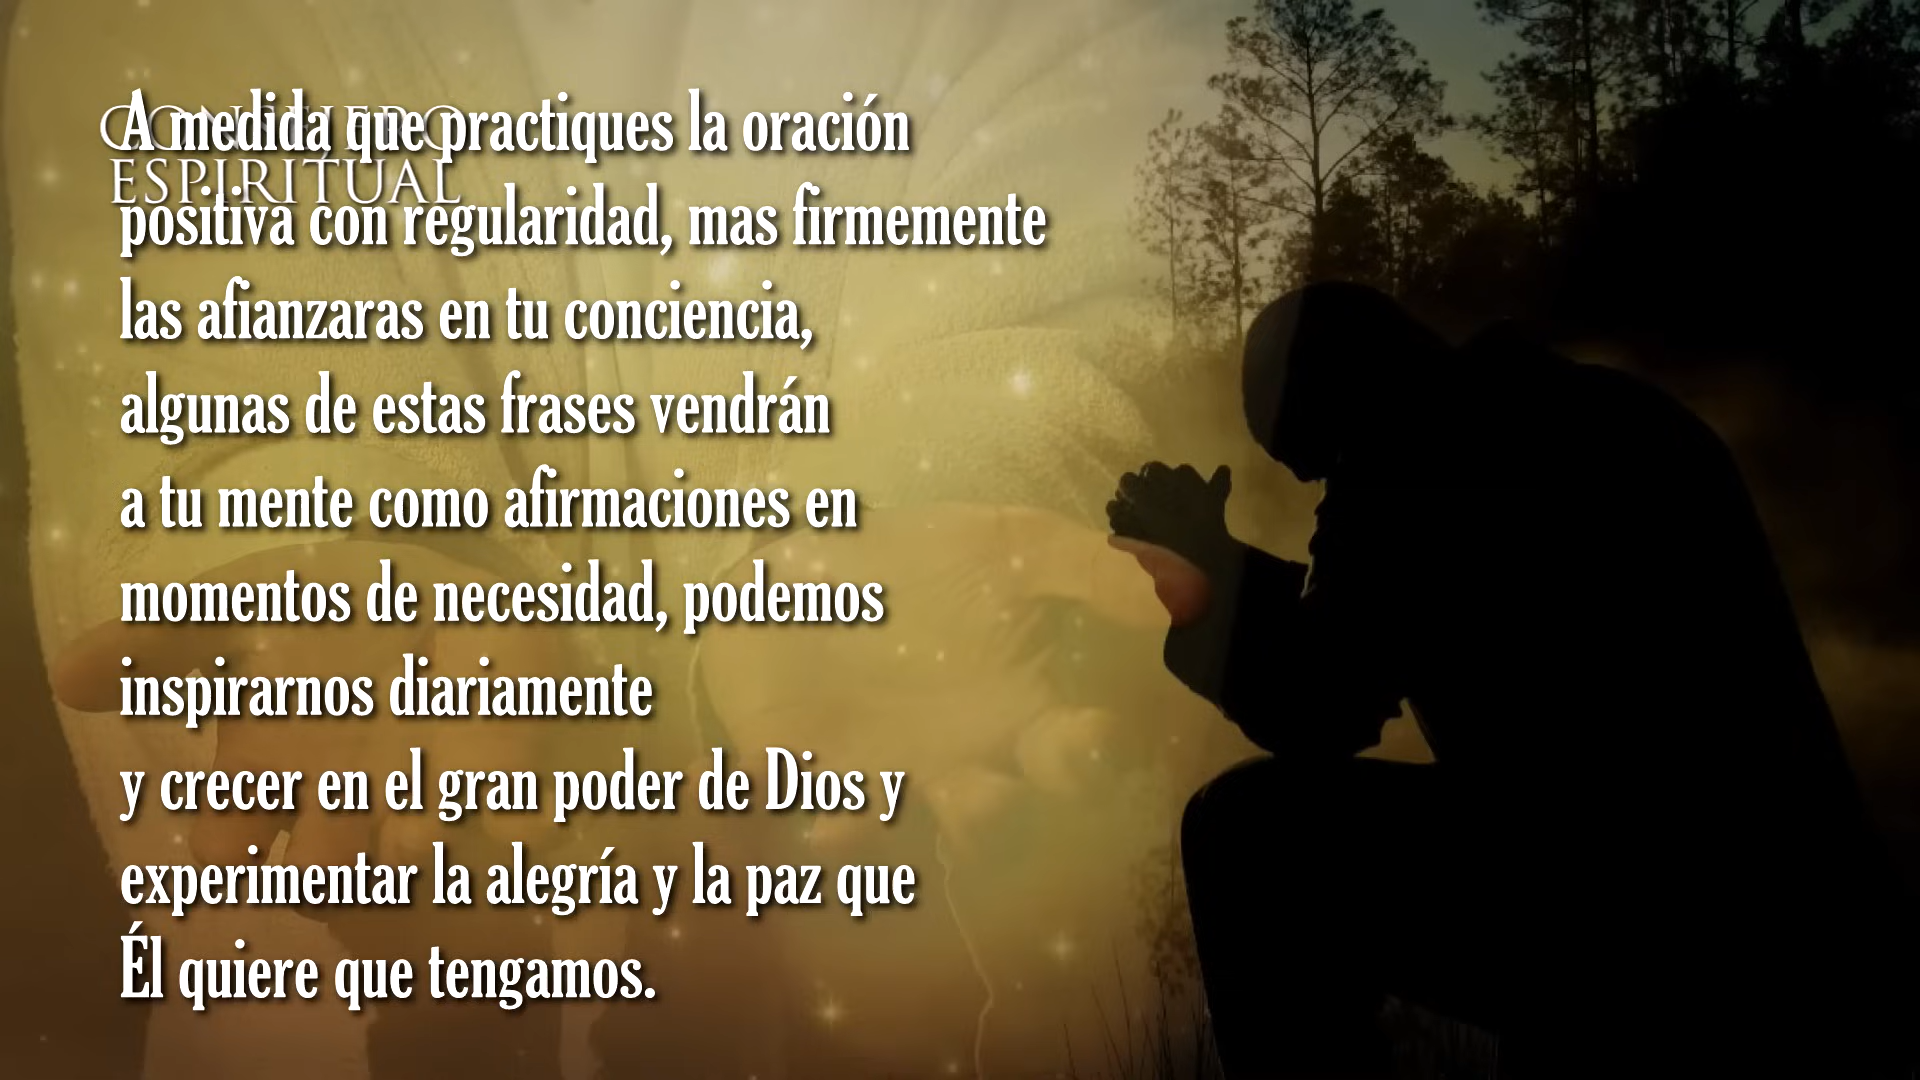 CONSEJERO
ESPIRITUAL
A medida que practiques la oración
positiva con regularidad, mas firmemente
las afianzaras en tu conciencia,
algunas de estas frases vendrán
a tu mente como afirmaciones en
momentos de necesidad, podemos
inspirarnos diariamente
y crecer en el gran poder de Dios y
experimentar la alegría y la paz que
Él quiere que tengamos.